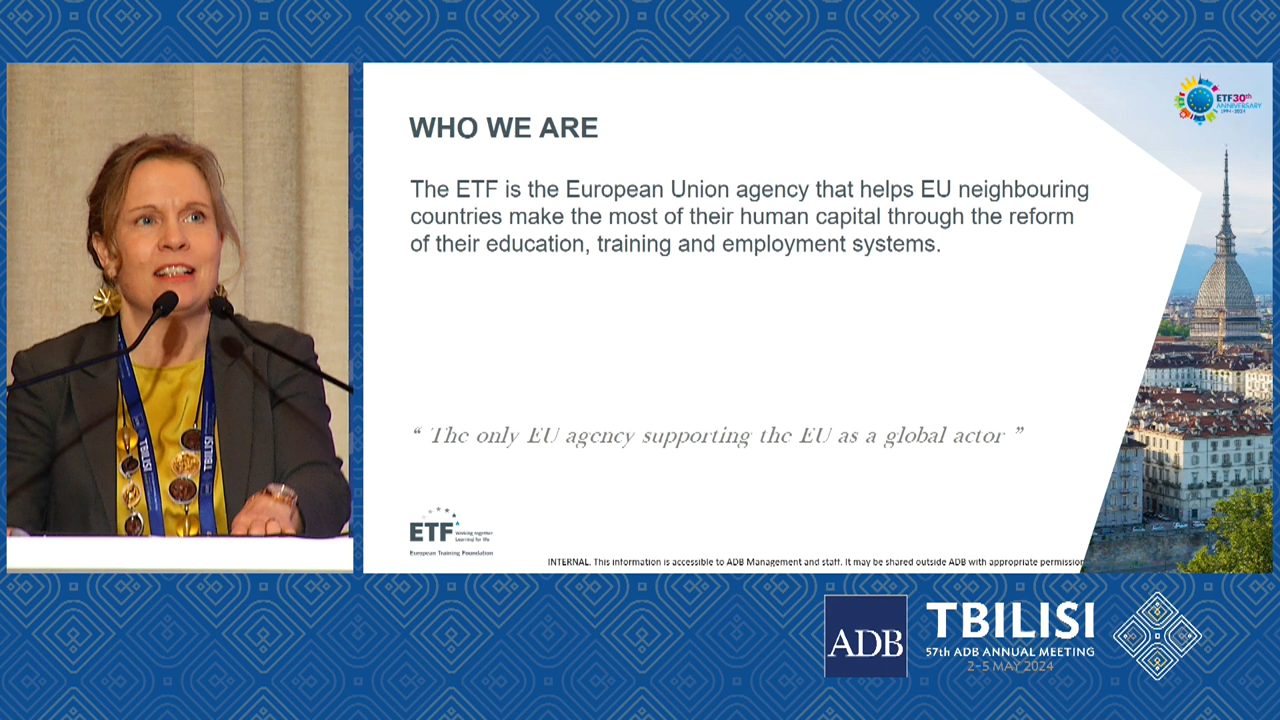 WHO WE ARE
The ETF is the European Union agency that helps EU neighbouring
countries make the most of their human capital through the reform
of their education, training and employment systems.
“ The only EU agency supporting the EU as a global actor ”
ETF
Working together
Learning for life
European Training Foundation
INTERNAL. This information is accessible to ADB Management and staff. It may be shared outside ADB with appropriate permission
ETF30th
ANNIVERSARY
1994 - 2024
TBILISI
TBILISI
ADB
TBILISI
57th ADB ANNUAL MEETING
2–5 MAY 2024